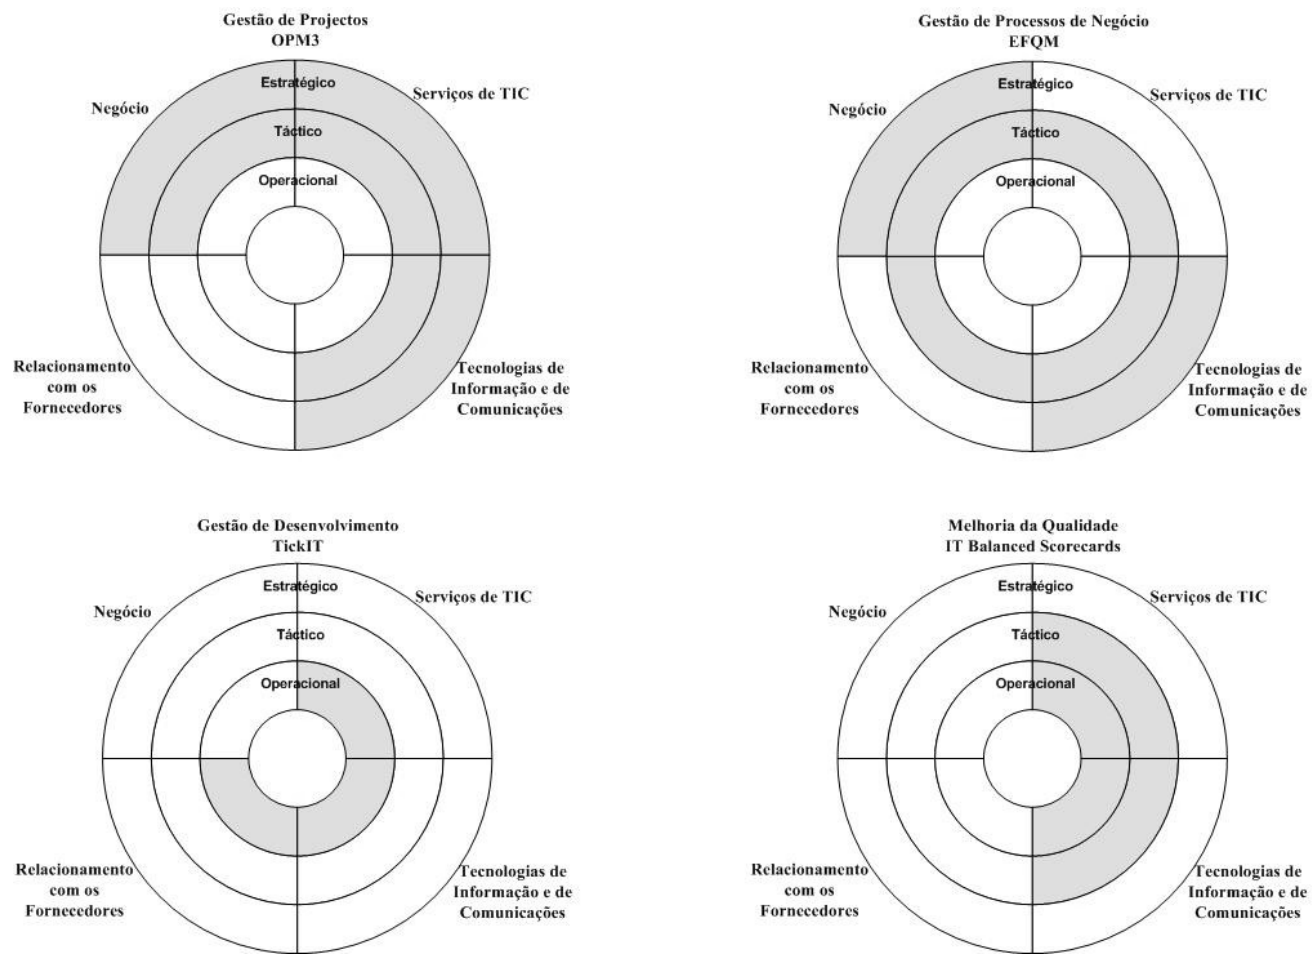 Gestão de Projectos
OPM3
Estratégico
Negócio
Serviços de TIC
Táctico
Operacional
Relacionamento
com os
Fornecedores
Tecnologias de
Informação e de
Comunicações
Gestão de Processos de Negócio
EFQM
Estratégico
Negócio
Serviços de TIC
Táctico
Operacional
Relacionamento
com os
Fornecedores
Tecnologias de
Informação e de
Comunicações
Gestão de Desenvolvimento
TickIT
Estratégico
Negócio
Serviços de TIC
Táctico
Operacional
Relacionamento
com os
Fornecedores
Tecnologias de
Informação e de
Comunicações
Melhoria da Qualidade
IT Balanced Scorecards
Estratégico
Negócio
Serviços de TIC
Táctico
Operacional
Relacionamento
com os
Fornecedores
Tecnologias de
Informação e de
Comunicações